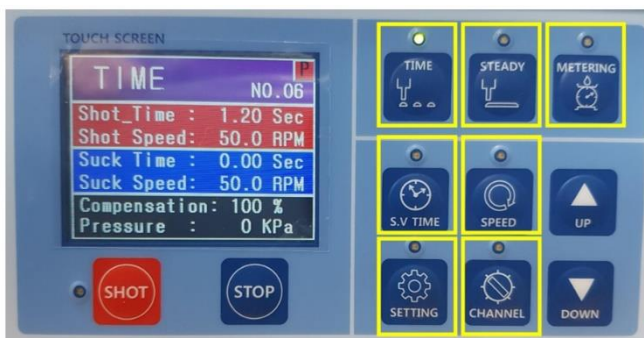 TOUCH SCREEN
TIME
P
NO.06
Shot_Time : 1.20 Sec
Shot Speed: 50.0 RPM
Suck Time : 0.00 Sec
Suck Speed: 50.0 RPM
Compensation: 100 %
Pressure : 0 KPa
SHOT
STOP
TIME
STEADY
METERING
S.V TIME
SPEED
UP
SETTING
CHANNEL
DOWN